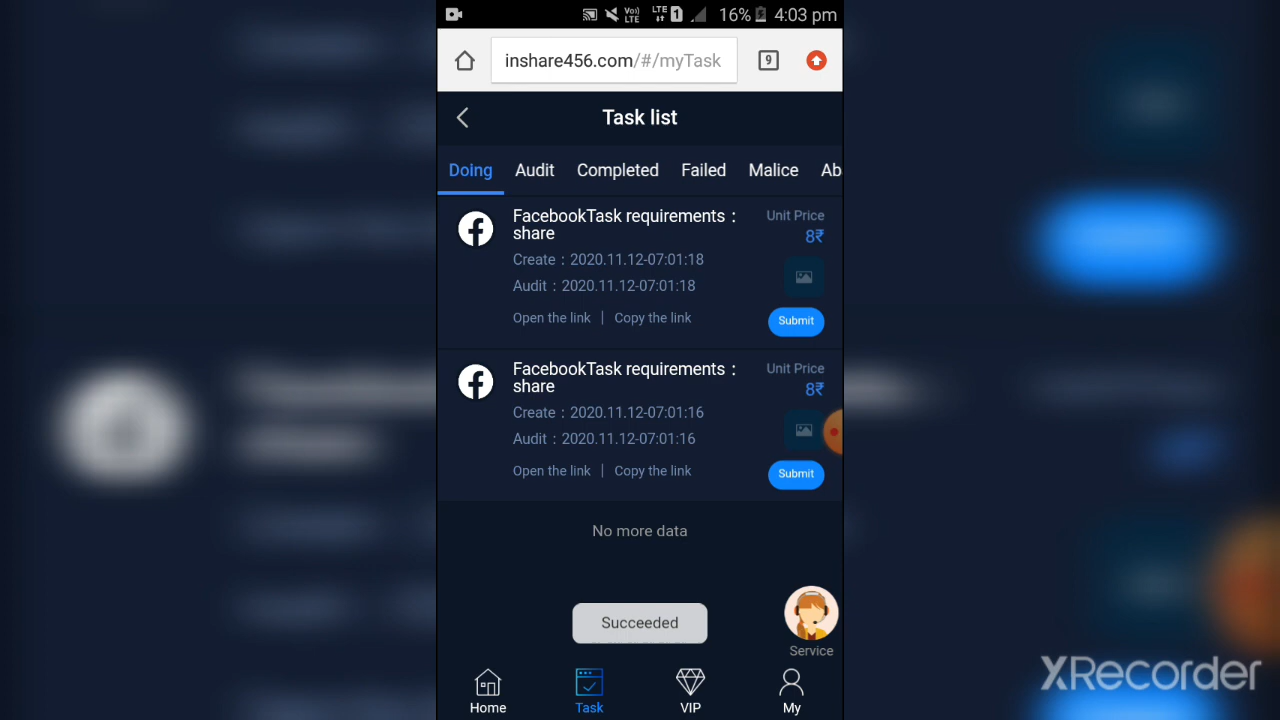 Vo))
LTE
LTE
1
16%
4:03 pm
inshare456.com/#/myTask
9
Task list
Doing Audit Completed Failed Malice Ab
FacebookTask requirements：
share
Unit Price
8₹
Create：2020.11.12-07:01:18
Audit：2020.11.12-07:01:18
Open the link | Copy the link
Submit
FacebookTask requirements：
share
Unit Price
8₹
Create：2020.11.12-07:01:16
Audit：2020.11.12-07:01:16
Open the link | Copy the link
Submit
No more data
Succeeded
Service
Home Task VIP My
XRecorder